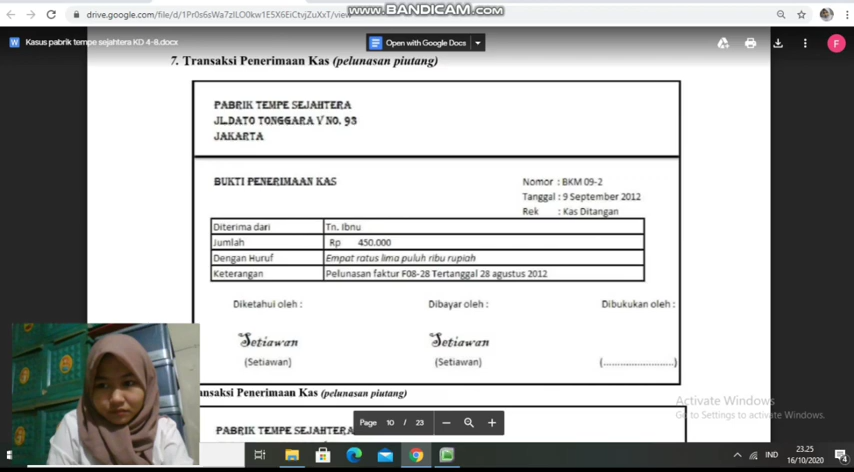 www.BANDICAM.com
drive.google.com/file/d/1Pr0s6sWa7zILO0kw1E5X6EiCtvjZuXxT/view
Kasus pabrik tempe sejahtera KD 4-8.docx
Open with Google Docs
F
7. Transaksi Penerimaan Kas (pelunasan piutang)
PABRIK TEMPE SEJAHTERA
JL.DATO TONGGARA V NO. 93
JAKARTA
BUKTI PENERIMAAN KAS
Nomor : BKM 09-2
Tanggal : 9 September 2012
Rek : Kas Ditangan
Diterima dari Tn. Ibnu
Jumlah Rp 450.000
Dengan Huruf Empat ratus lima puluh ribu rupiah
Keterangan Pelunasan faktur F08-28 Tertanggal 28 agustus 2012
Diketahui oleh : Dibayar oleh : Dibukukan oleh :
Setiawan Setiawan
(Setiawan) (Setiawan) (........................)
nsaksi Penerimaan Kas (pelunasan piutang)
PABRIK TEMPE SEJAHTERA
Page 10 / 23
Activate Windows
Go to Settings to activate Windows.
IND
23.25
16/10/2020
4